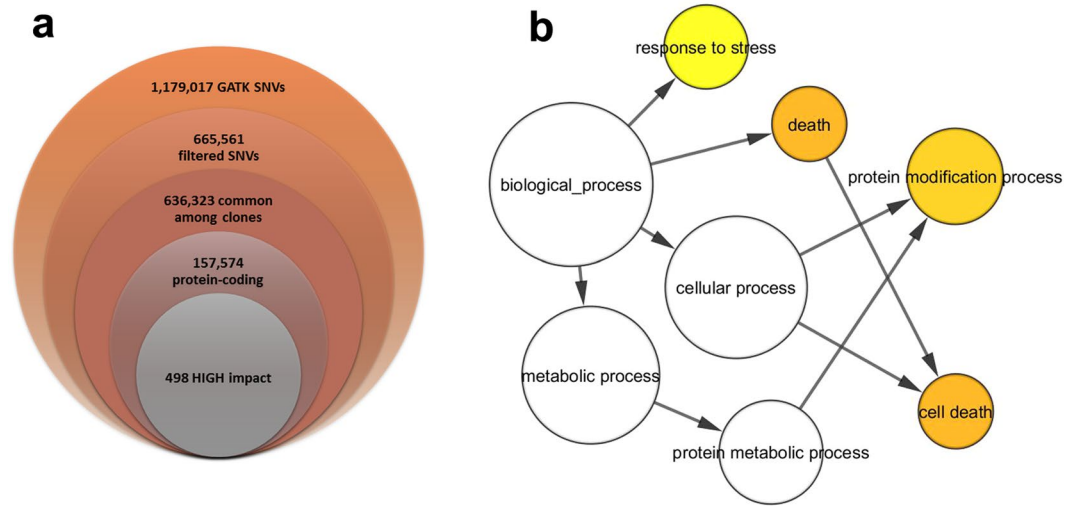 a
1,179,017 GATK SNVs
665,561
filtered SNVs
636,323 common
among clones
157,574
protein-coding
498 HIGH impact
b
response to stress
death
protein modification process
biological_process
cellular process
metabolic process
cell death
protein metabolic process